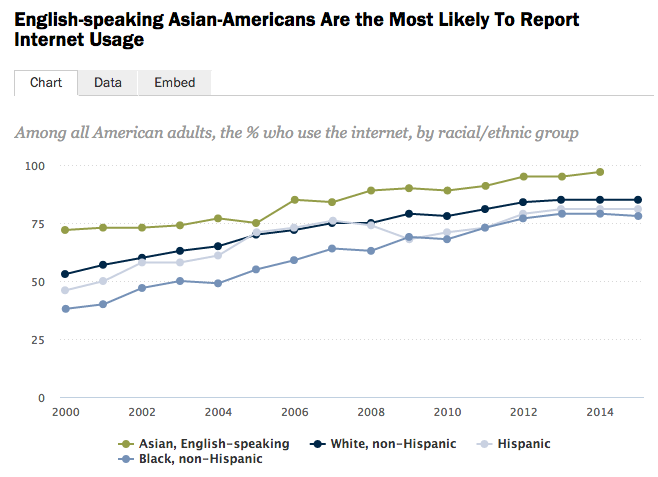 English-speaking Asian-Americans Are the Most Likely To Report
Internet Usage
Chart Data Embed
Among all American adults, the % who use the internet, by racial/ethnic group
100
75
50
25
0
2000 2002 2004 2006 2008 2010 2012 2014
Asian, English-speaking White, non-Hispanic Hispanic
Black, non-Hispanic